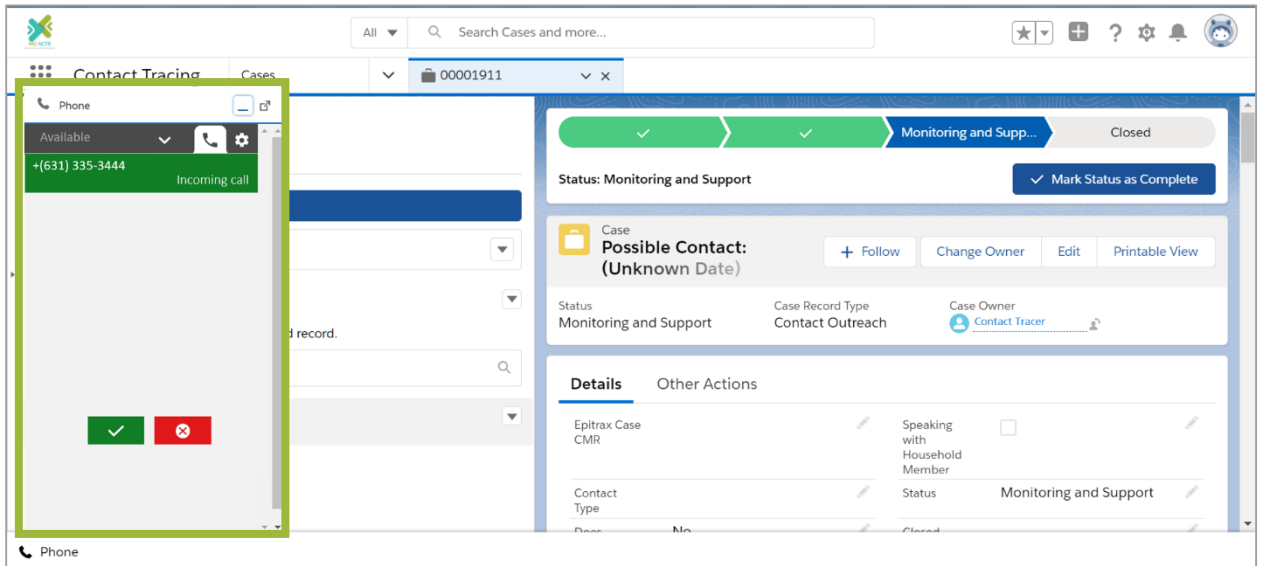 All
Search Cases and more...
Contact Tracing
Cases
00001911
Phone
Available
+(631) 335-3444
Incoming call
d record.
Monitoring and Supp...
Closed
Status: Monitoring and Support
Mark Status as Complete
Case
Possible Contact:
(Unknown Date)
Follow
Change Owner
Edit
Printable View
Status
Monitoring and Support
Case Record Type
Contact Outreach
Case Owner
Contact Tracer
Details
Other Actions
Epitrax Case
CMR
Speaking
with
Household
Member
Contact
Type
Status
Monitoring and Support
Does
No
Closed
Phone